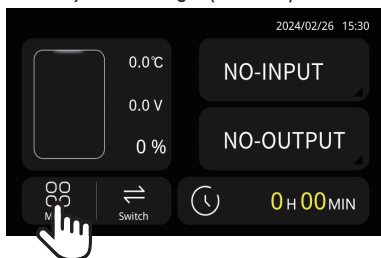 2024/02/26 15:30
0.0℃
0.0 V
0 %
NO-INPUT
NO-OUTPUT
Switch
0 H 00 MIN